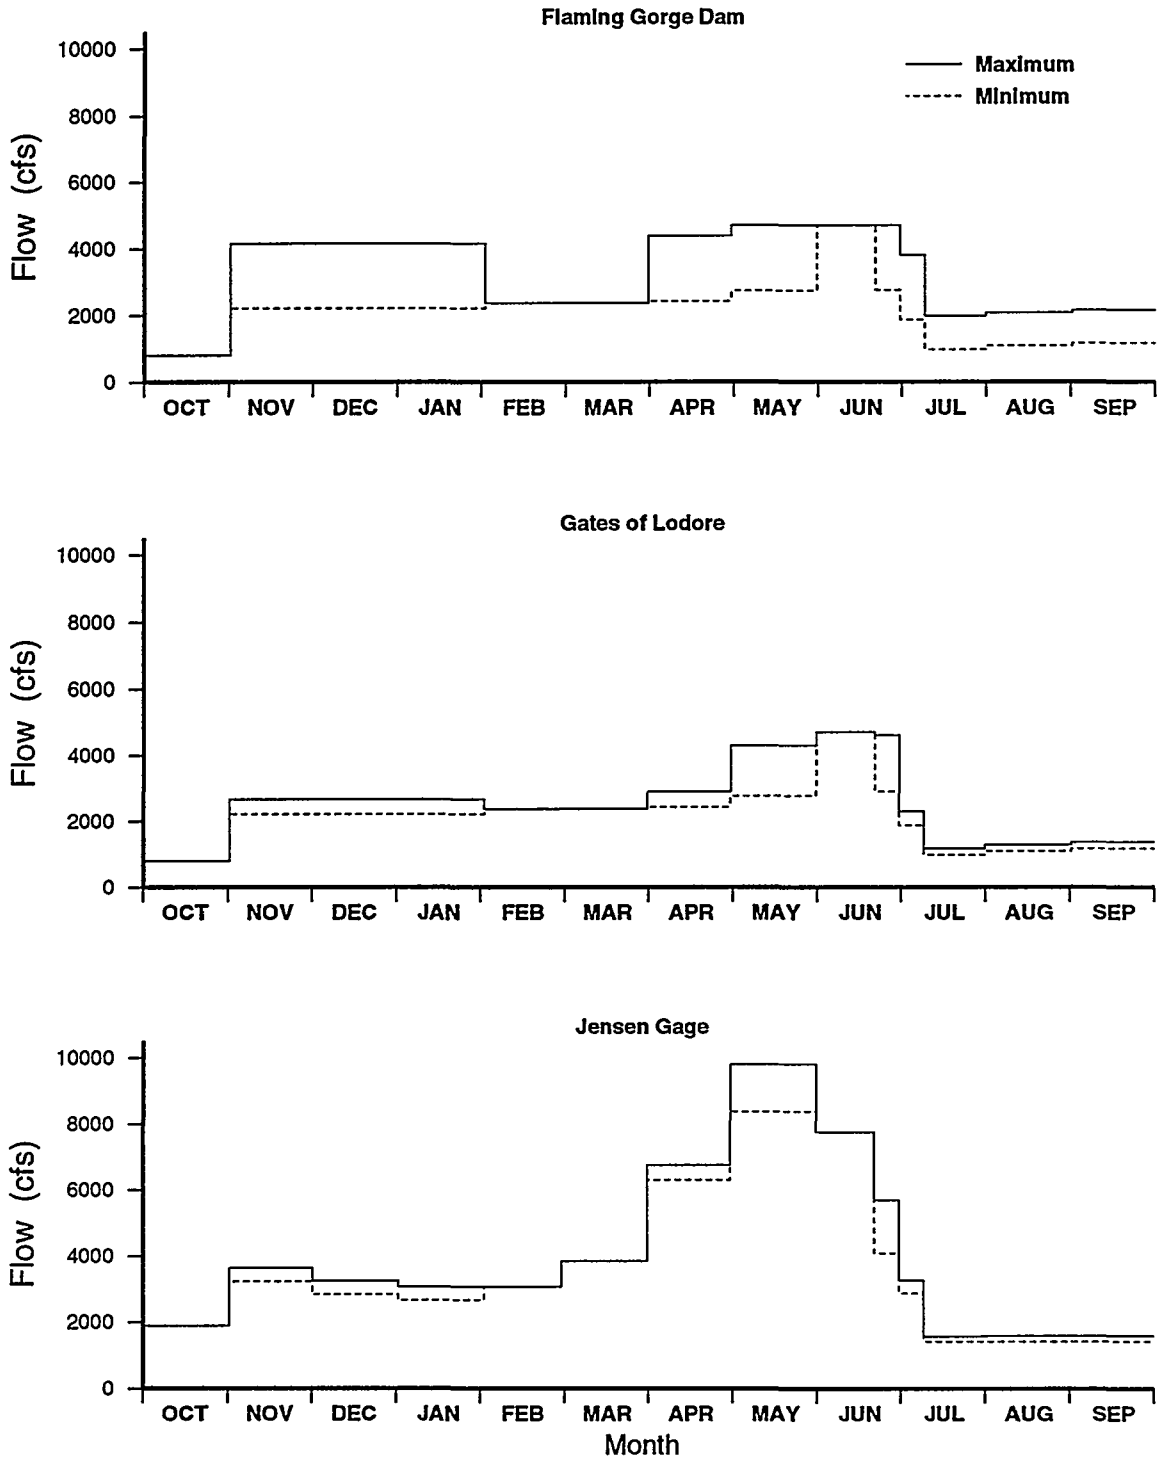 Flaming Gorge Dam
10000
8000
6000
4000
2000
0
Flow (cfs)
Maximum
Minimum
OCT NOV DEC JAN FEB MAR APR MAY JUN JUL AUG SEP
Gates of Lodore
10000
8000
6000
4000
2000
0
Flow (cfs)
OCT NOV DEC JAN FEB MAR APR MAY JUN JUL AUG SEP
Jensen Gage
10000
8000
6000
4000
2000
0
Flow (cfs)
OCT NOV DEC JAN FEB MAR APR MAY JUN JUL AUG SEP
Month